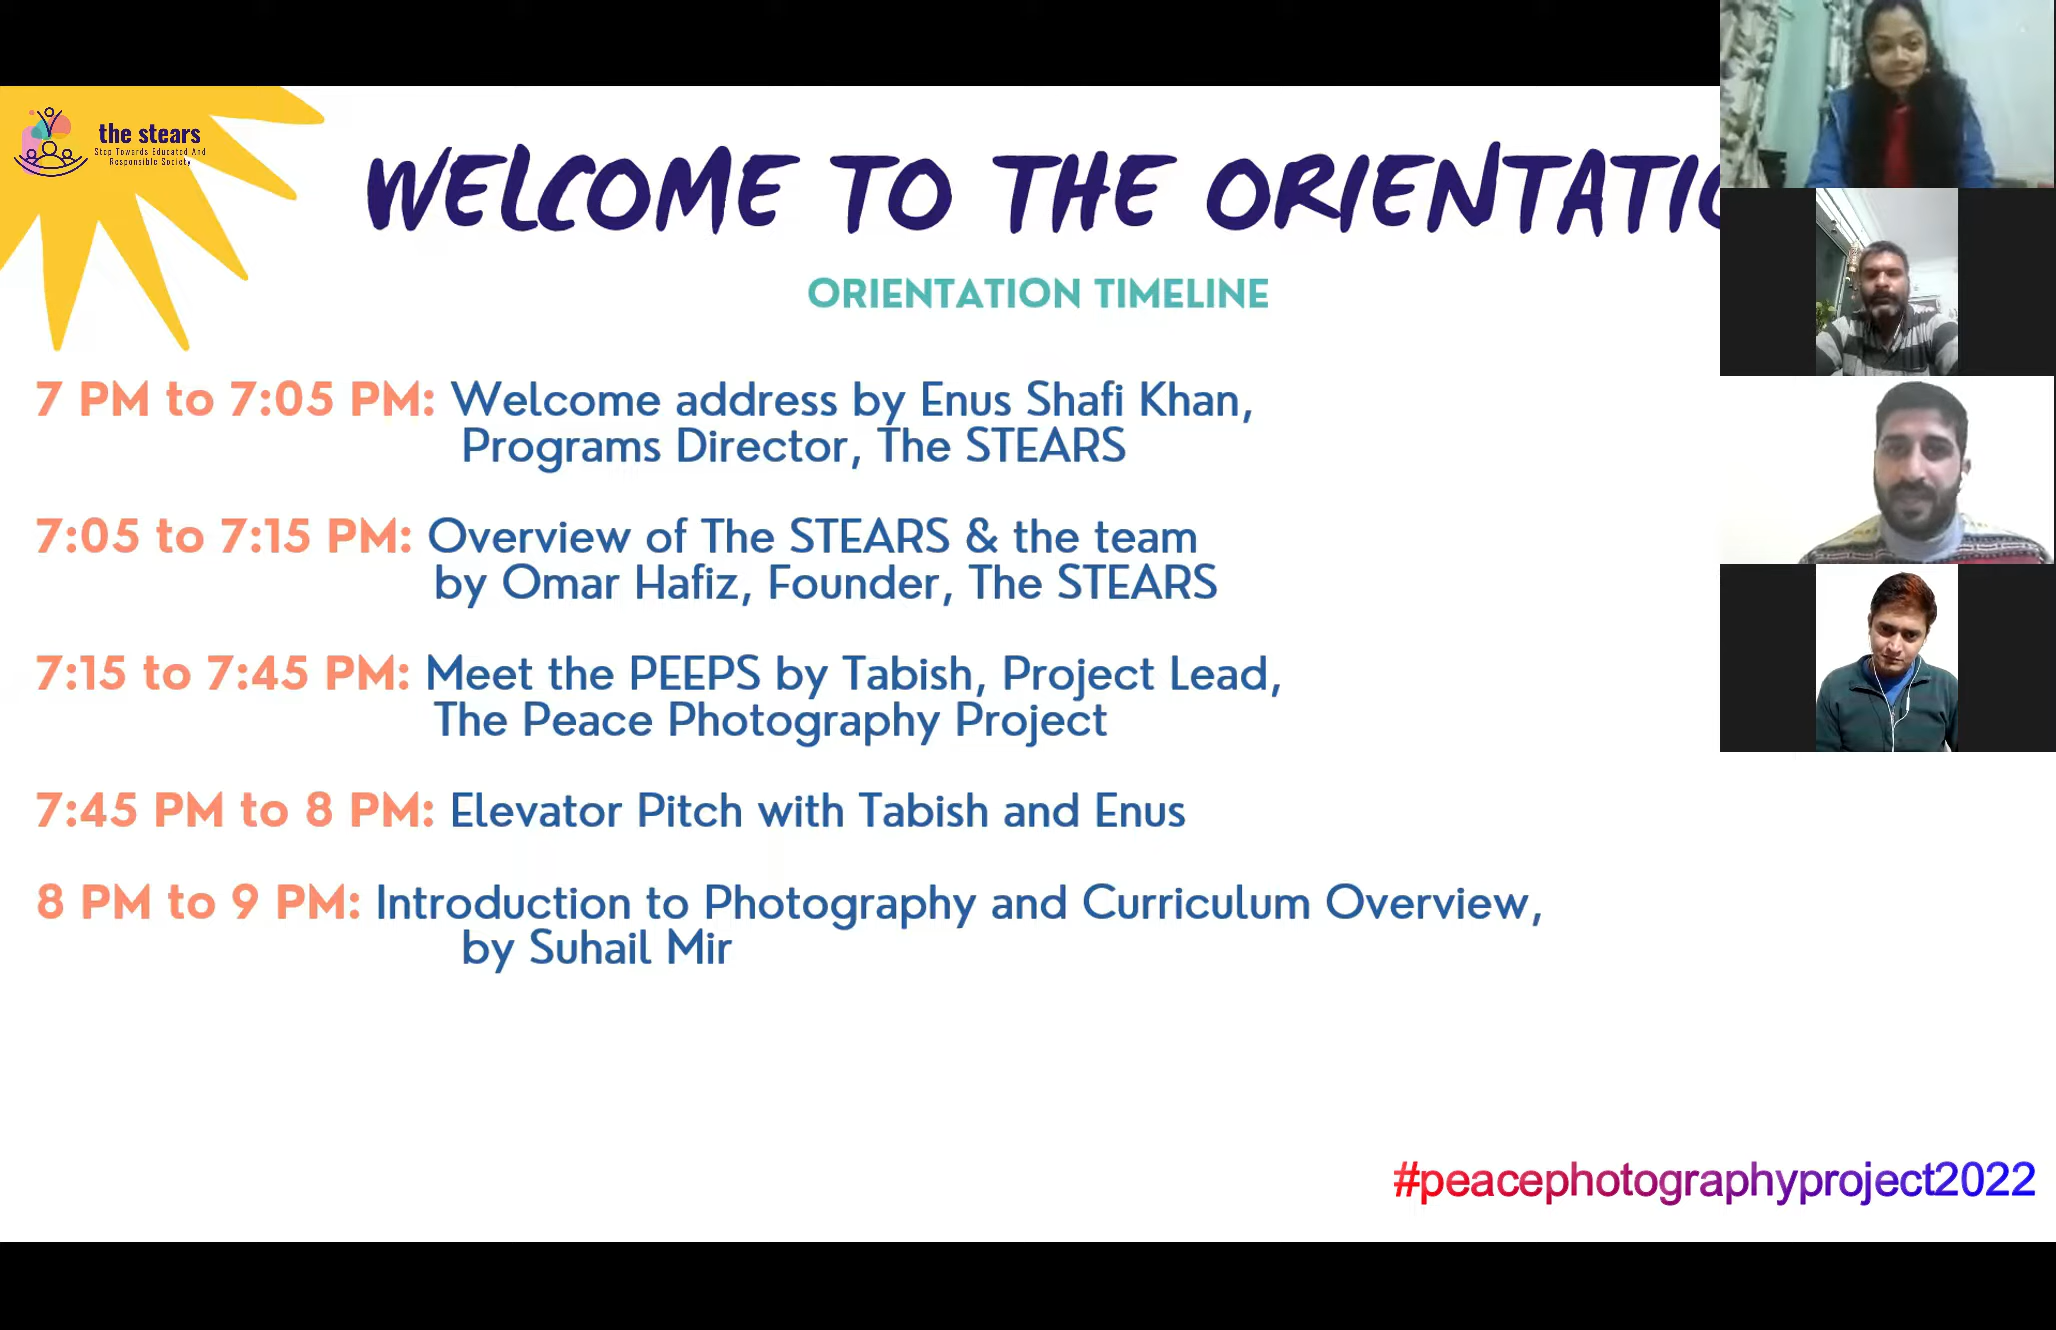 the stears
Step Towards Educated And
Responsible Society
WELCOME TO THE ORIENTATIO
ORIENTATION TIMELINE
7 PM to 7:05 PM: Welcome address by Enus Shafi Khan,
Programs Director, The STEARS
7:05 to 7:15 PM: Overview of The STEARS & the team
by Omar Hafiz, Founder, The STEARS
7:15 to 7:45 PM: Meet the PEEPS by Tabish, Project Lead,
The Peace Photography Project
7:45 PM to 8 PM: Elevator Pitch with Tabish and Enus
8 PM to 9 PM: Introduction to Photography and Curriculum Overview,
by Suhail Mir
#peacephotographyproject2022